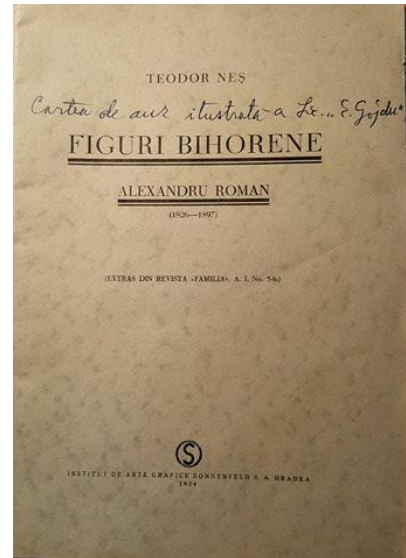 TEODOR NEȘ
Cartea de aur ilustrată a Lic. „E. Gojdu"
FIGURI BIHORENE
ALEXANDRU ROMAN
(1826—1897)
(EXTRAS DIN REVISTA »FAMILIA«. A. I. No. 5-6.)
S
INSTITUT DE ARTE GRAFICE SONNENFELD S. A. ORADEA